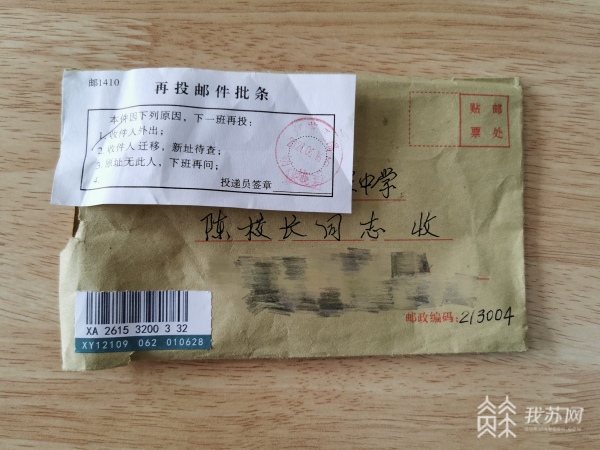 邮1410
再投邮件批条
本件因下列原因，下一班再投：
1. 收件人外出；
2. 收件人迁移，新址待查；
3. 原址无此人，下班再问；
4.
投递员签章
贴 邮
票 处
中学
陈校长同志 收
邮政编码：213004
XA 2615 3200 3 32
XY12109 062 010628
我苏网